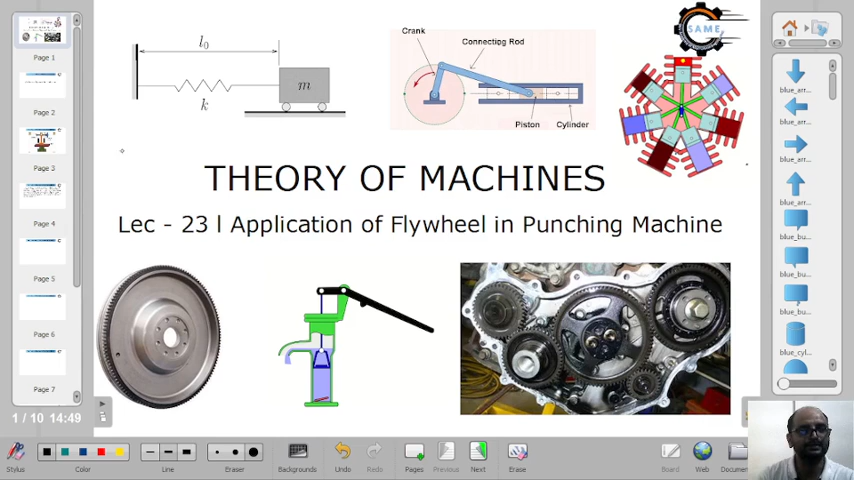 l0
k
m
Crank
Connecting Rod
Piston
Cylinder
SAME
THEORY OF MACHINES
Lec - 23 l Application of Flywheel in Punching Machine
Page 1
Page 2
Page 3
Page 4
Page 5
Page 6
Page 7
1 / 10 14:49
blue_arr...
blue_arr...
blue_arr...
blue_arr...
blue_bu...
blue_bu...
blue_bu...
blue_cyl...
Stylus
Color
Line
Eraser
Backgrounds
Undo
Redo
Pages
Previous
Next
Erase
Board
Web